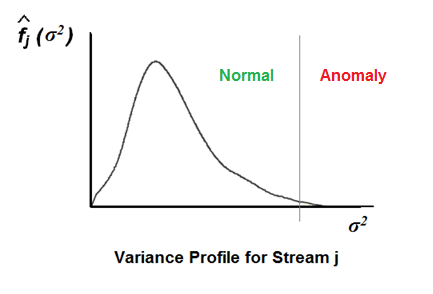 f̂ⱼ (σ²)
Normal Anomaly
σ²
Variance Profile for Stream j